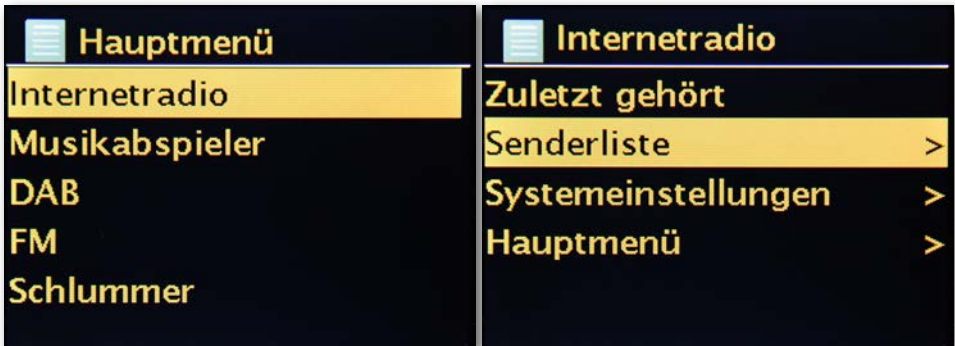 Hauptmenü
Internetradio
Musikabspieler
DAB
FM
Schlummer
Internetradio
Zuletzt gehört
Senderliste >
Systemeinstellungen >
Hauptmenü >